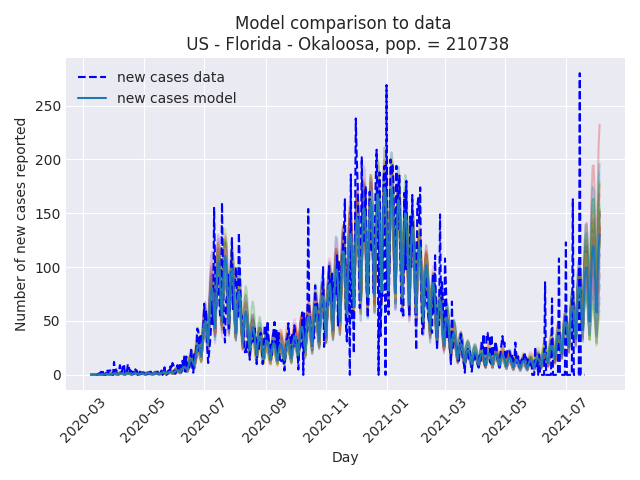 Model comparison to data
US - Florida - Okaloosa, pop. = 210738
new cases data
new cases model
Number of new cases reported
250
200
150
100
50
0
2020-03
2020-05
2020-07
2020-09
2020-11
2021-01
2021-03
2021-05
2021-07
Day